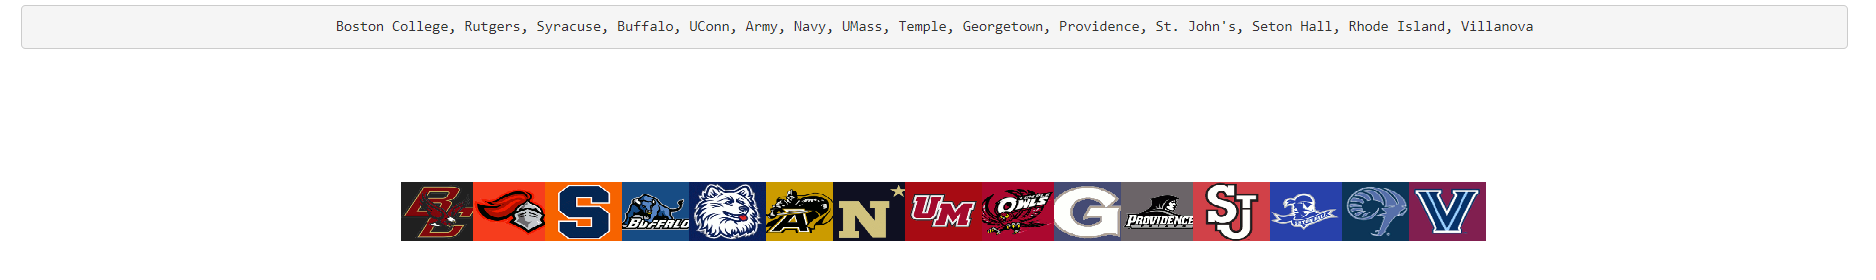 Boston College, Rutgers, Syracuse, Buffalo, UConn, Army, Navy, UMass, Temple, Georgetown, Providence, St. John's, Seton Hall, Rhode Island, Villanova
BC S BUFFALO A N UM OWLS G PROVIDENCE STJ V